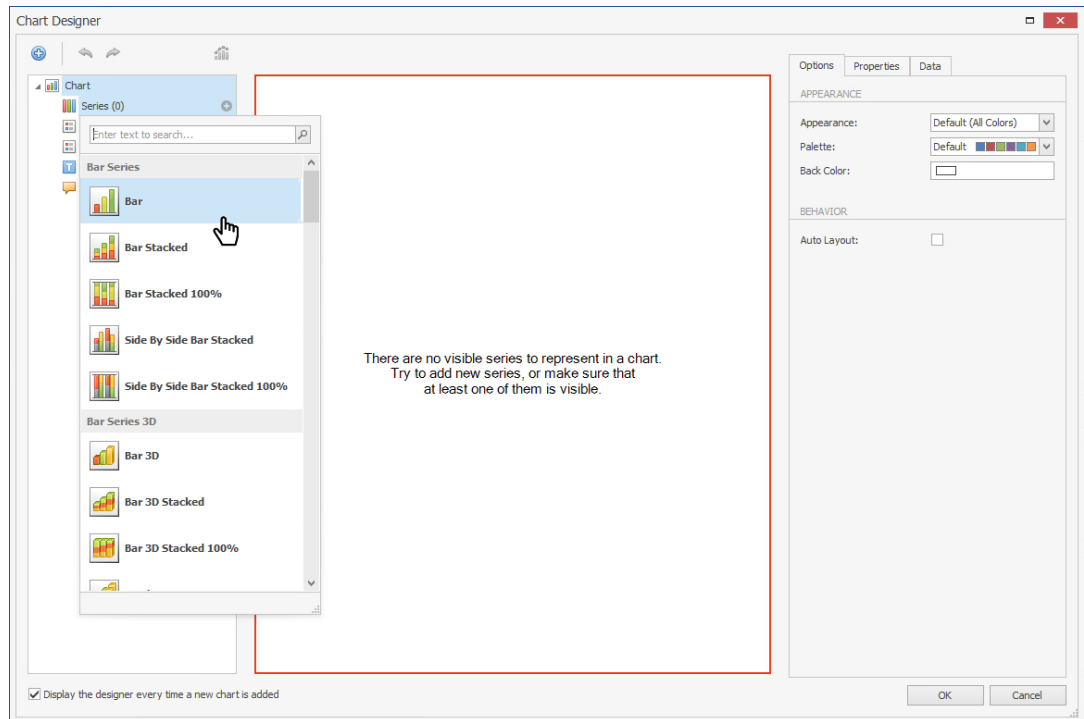 Chart Designer
Chart
Series (0)
T
Enter text to search...
Bar Series
Bar
Bar Stacked
Bar Stacked 100%
Side By Side Bar Stacked
Side By Side Bar Stacked 100%
Bar Series 3D
Bar 3D
Bar 3D Stacked
Bar 3D Stacked 100%
There are no visible series to represent in a chart.
Try to add new series, or make sure that
at least one of them is visible.
Options Properties Data
APPEARANCE
Appearance: Default (All Colors)
Palette: Default
Back Color:
BEHAVIOR
Auto Layout:
Display the designer every time a new chart is added
OK Cancel